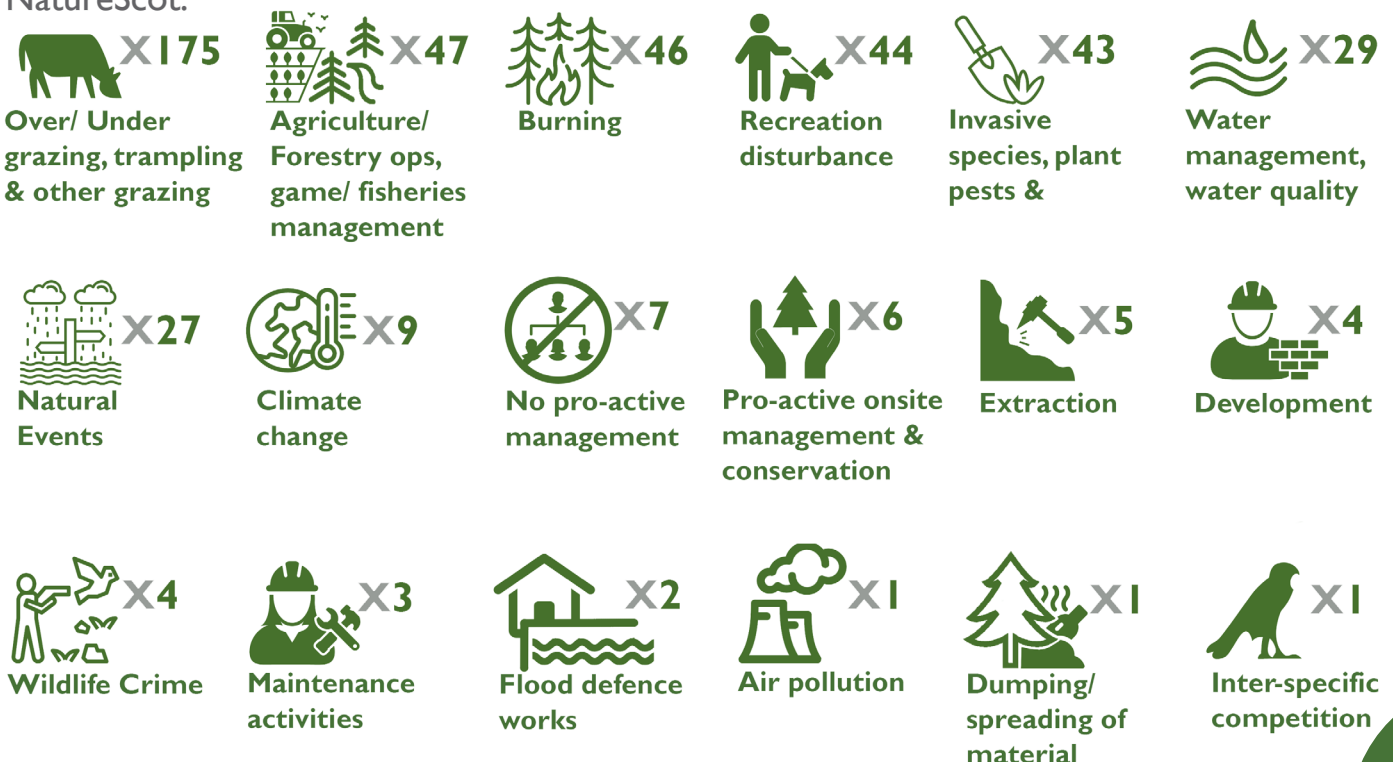 NatureScot.
X175
Over/ Under
grazing, trampling
& other grazing
X47
Agriculture/
Forestry ops,
game/ fisheries
management
X46
Burning
X44
Recreation
disturbance
X43
Invasive
species, plant
pests &
X29
Water
management,
water quality
X27
Natural
Events
X9
Climate
change
X7
No pro-active
management
X6
Pro-active onsite
management &
conservation
X5
Extraction
X4
Development
X4
Wildlife Crime
X3
Maintenance
activities
X2
Flood defence
works
X1
Air pollution
X1
Dumping/
spreading of
material
X1
Inter-specific
competition